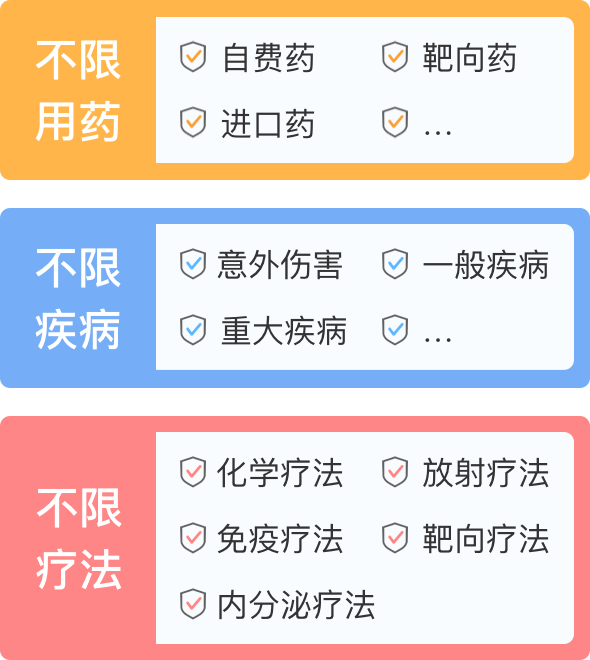 不限
用药
自费药
靶向药
进口药
...
不限
疾病
意外伤害
一般疾病
重大疾病
...
不限
疗法
化学疗法
放射疗法
免疫疗法
靶向疗法
内分泌疗法